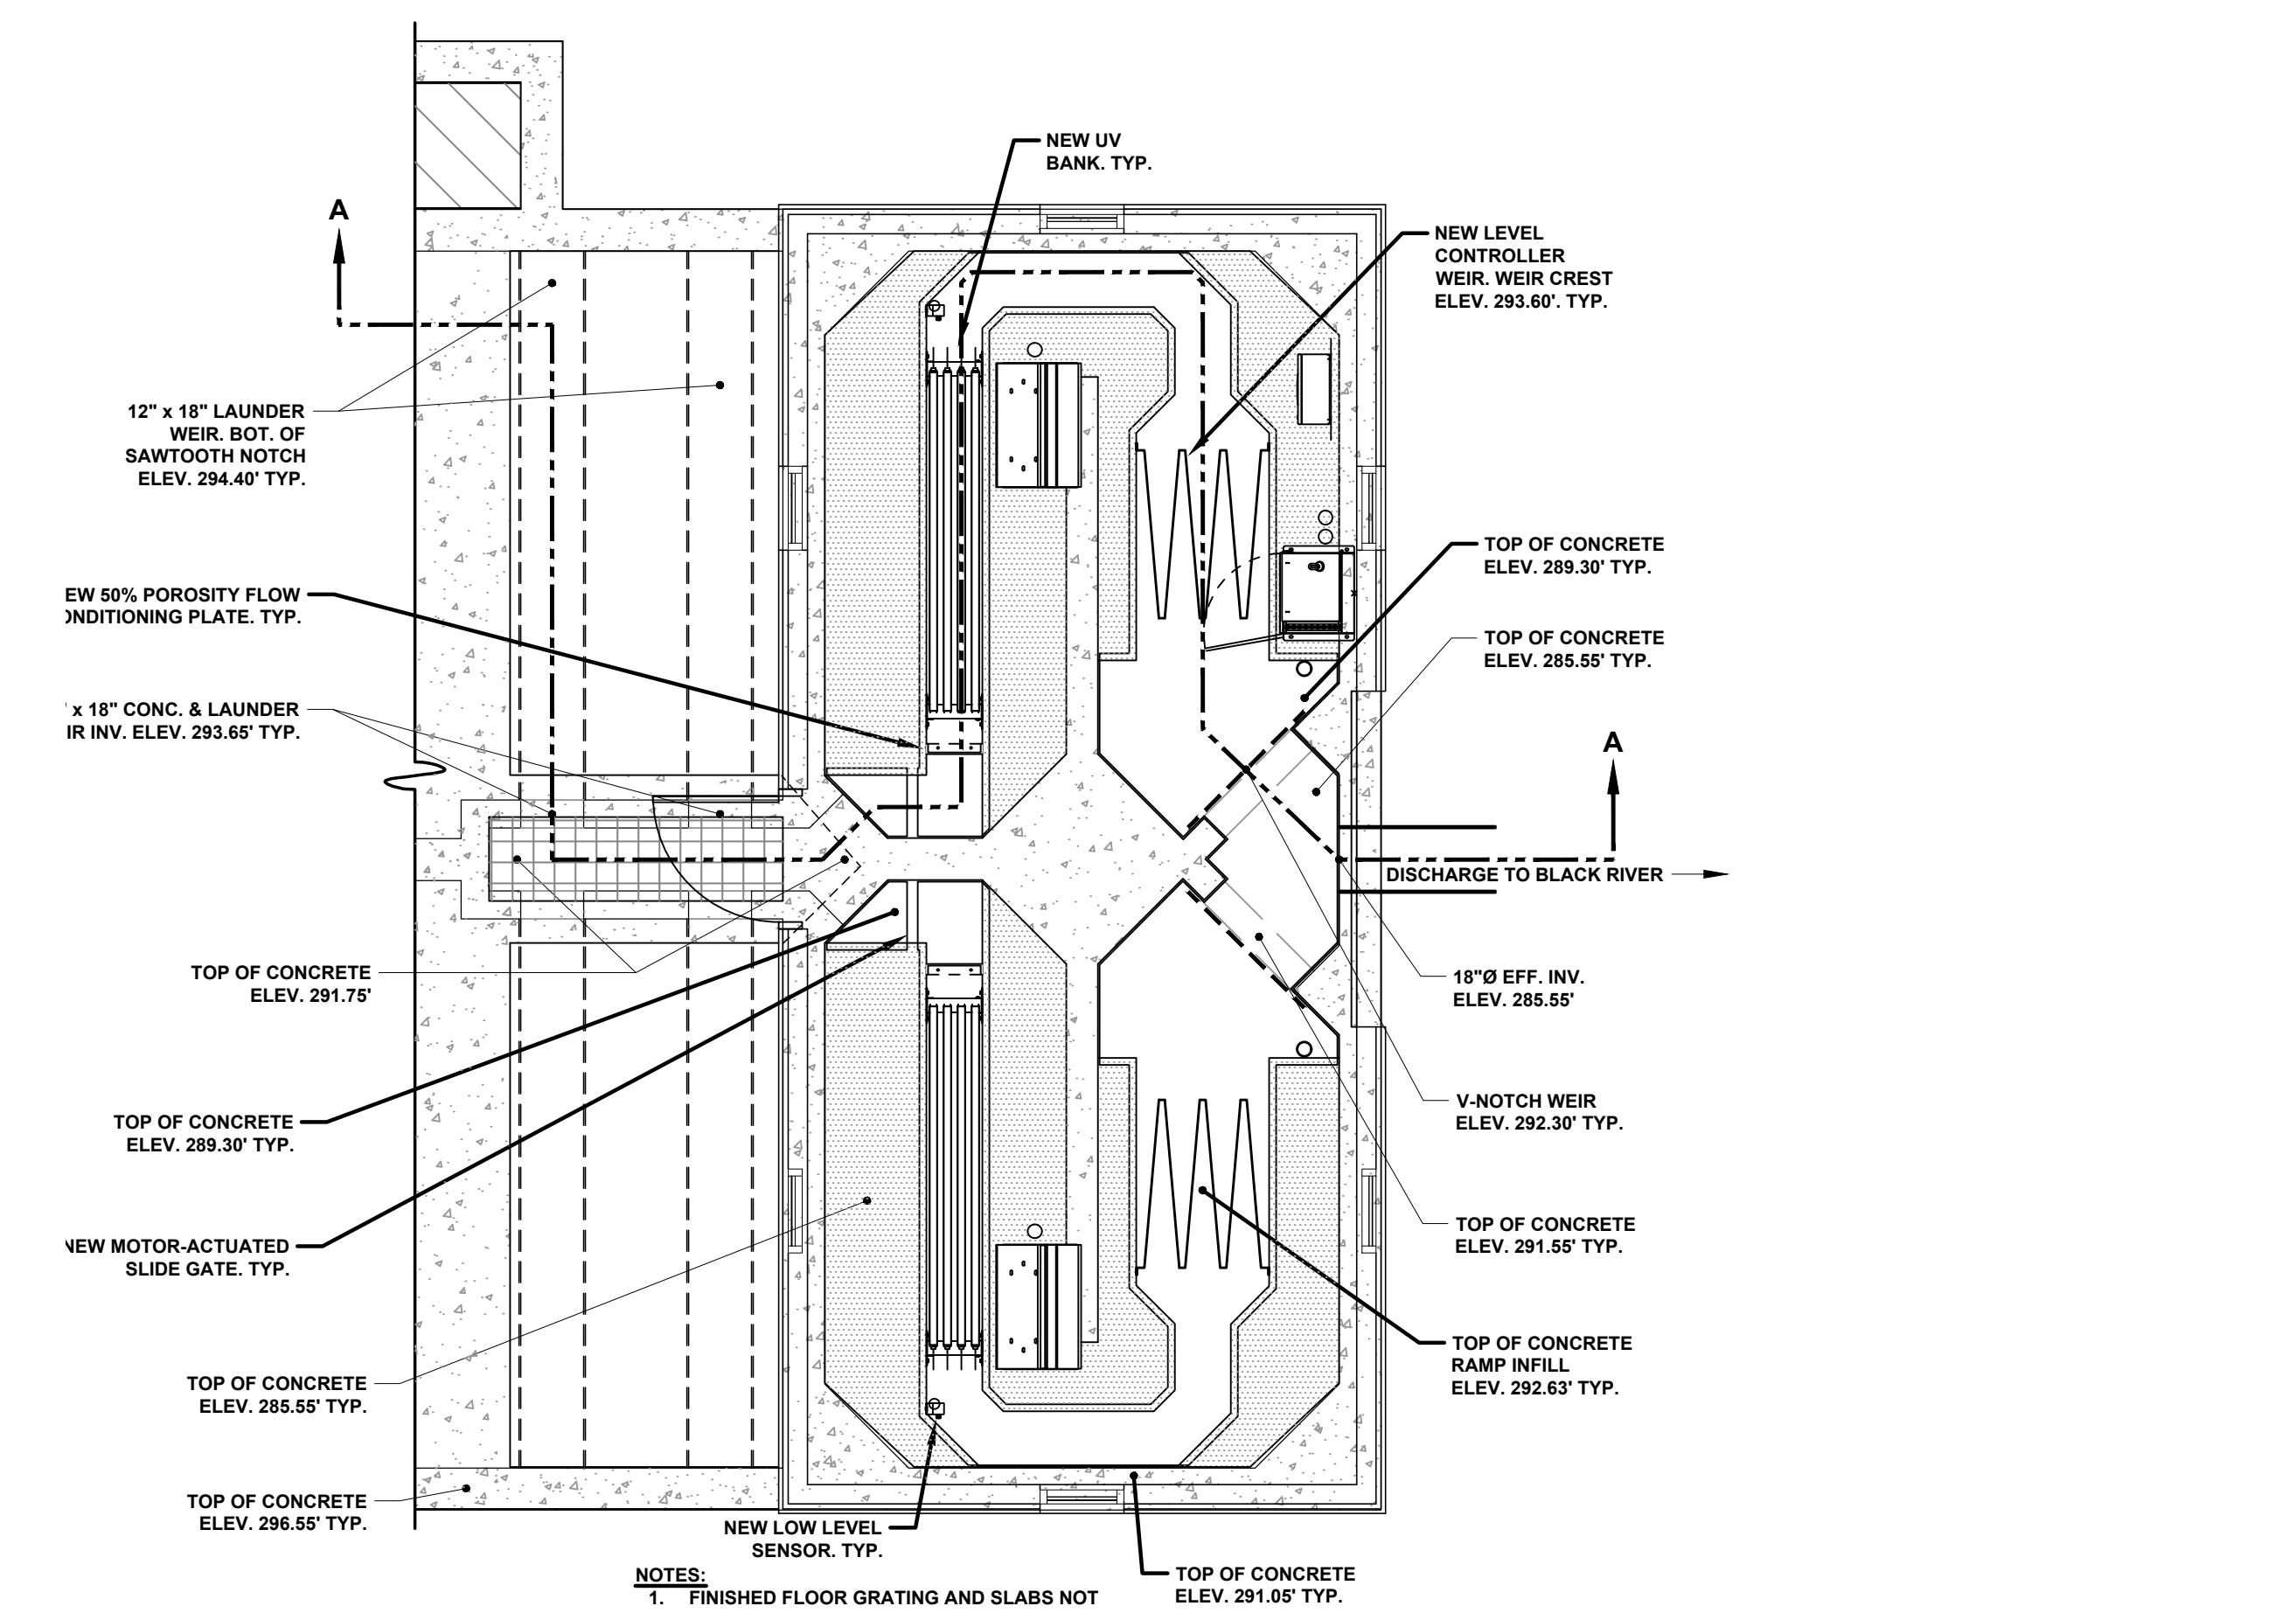 NEW UV
BANK. TYP.
A
NEW LEVEL
CONTROLLER
WEIR. WEIR CREST
ELEV. 293.60'. TYP.
12" x 18" LAUNDER
WEIR. BOT. OF
SAWTOOTH NOTCH
ELEV. 294.40' TYP.
TOP OF CONCRETE
ELEV. 289.30' TYP.
EW 50% POROSITY FLOW
ONDITIONING PLATE. TYP.
TOP OF CONCRETE
ELEV. 285.55' TYP.
' x 18" CONC. & LAUNDER
IR INV. ELEV. 293.65' TYP.
A
DISCHARGE TO BLACK RIVER
TOP OF CONCRETE
ELEV. 291.75'
18"Ø EFF. INV.
ELEV. 285.55'
V-NOTCH WEIR
ELEV. 292.30' TYP.
TOP OF CONCRETE
ELEV. 289.30' TYP.
TOP OF CONCRETE
ELEV. 291.55' TYP.
NEW MOTOR-ACTUATED
SLIDE GATE. TYP.
TOP OF CONCRETE
RAMP INFILL
ELEV. 292.63' TYP.
TOP OF CONCRETE
ELEV. 285.55' TYP.
TOP OF CONCRETE
ELEV. 296.55' TYP.
NEW LOW LEVEL
SENSOR. TYP.
TOP OF CONCRETE
ELEV. 291.05' TYP.
NOTES:
1. FINISHED FLOOR GRATING AND SLABS NOT